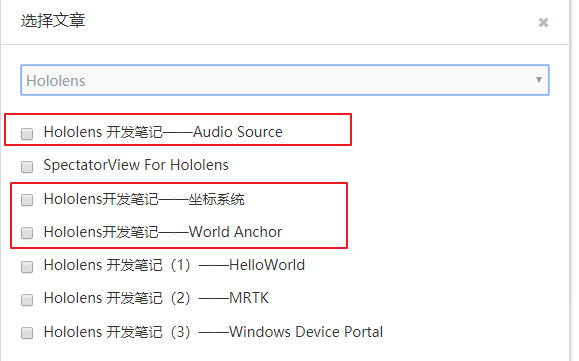 选择文章
Hololens
Hololens 开发笔记——Audio Source
SpectatorView For Hololens
Hololens开发笔记——坐标系统
Hololens开发笔记——World Anchor
Hololens 开发笔记（1）——HelloWorld
Hololens 开发笔记（2）——MRTK
Hololens 开发笔记（3）——Windows Device Portal